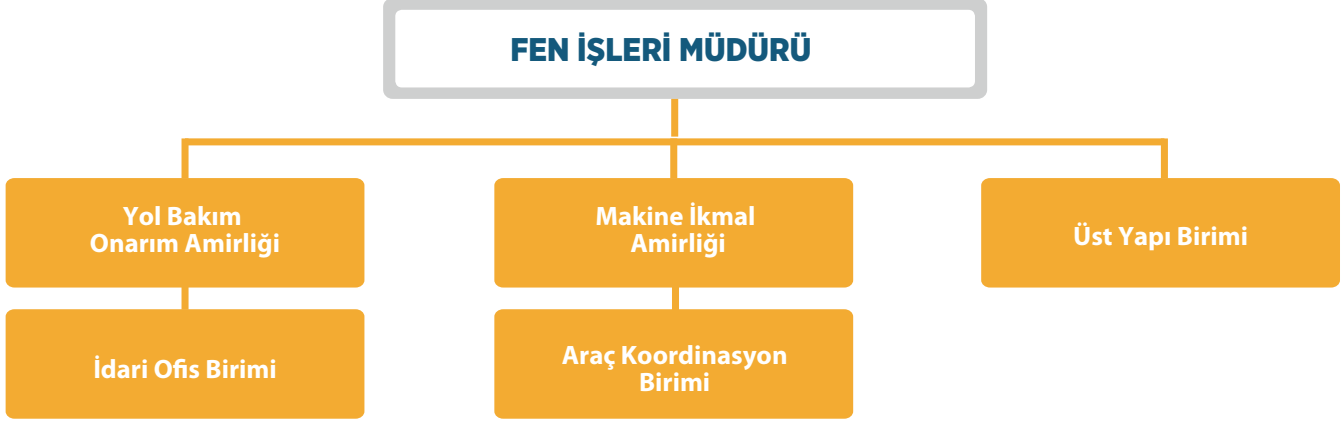 FEN İŞLERİ MÜDÜRÜ
Yol Bakım
Onarım Amirliği
Makine İkmal
Amirliği
Üst Yapı Birimi
İdari Ofis Birimi
Araç Koordinasyon
Birimi